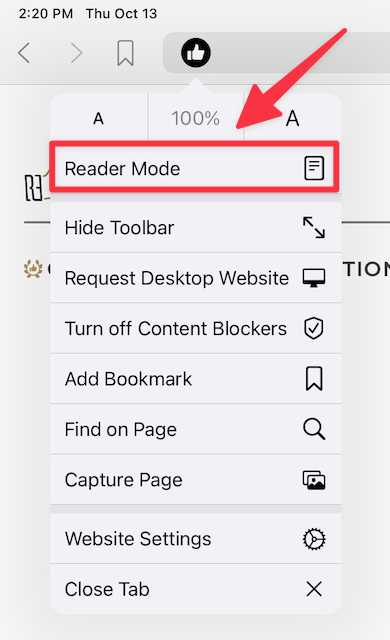 2:20 PM Thu Oct 13
A 100% A
Reader Mode
Hide Toolbar
Request Desktop Website
TION
Turn off Content Blockers
Add Bookmark
Find on Page
Capture Page
Website Settings
Close Tab